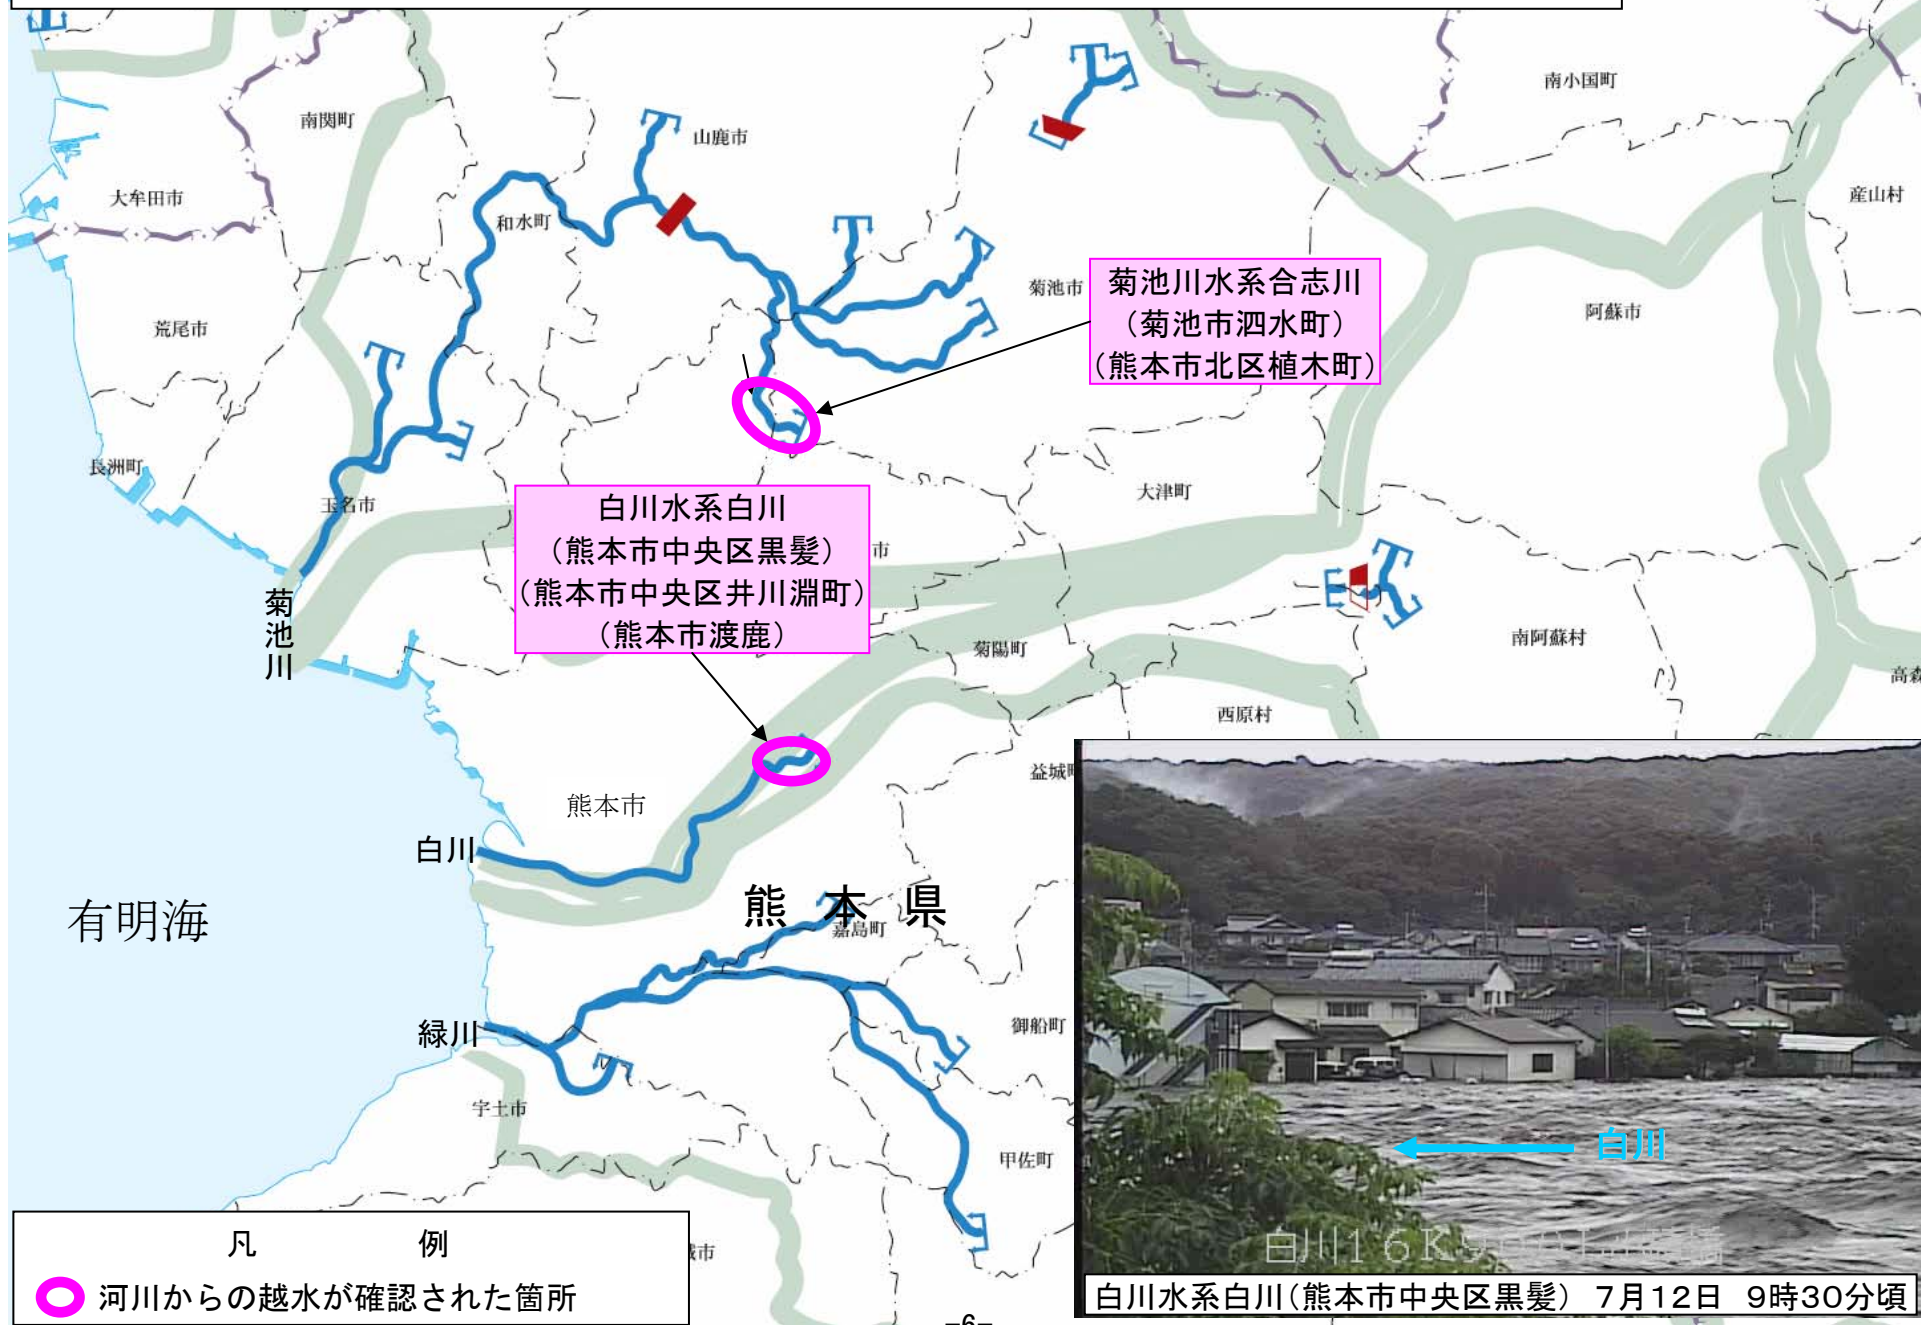 南小国町
南関町
山鹿市
大牟田市
産山村
和水町
菊池市
菊池川水系合志川
（菊池市泗水町）
（熊本市北区植木町）
阿蘇市
荒尾市
長洲町
玉名市
大津町
白川水系白川
（熊本市中央区黒髪）
（熊本市中央区井川淵町）
（熊本市渡鹿）
市
菊池川
菊陽町
南阿蘇村
高森
西原村
益城町
熊本市
白川
熊本県
嘉島町
有明海
緑川
御船町
宇土市
甲佐町
白川
城市
凡例
河川からの越水が確認された箇所
白川水系白川（熊本市中央区黒髪） 7月12日 9時30分頃
-6-